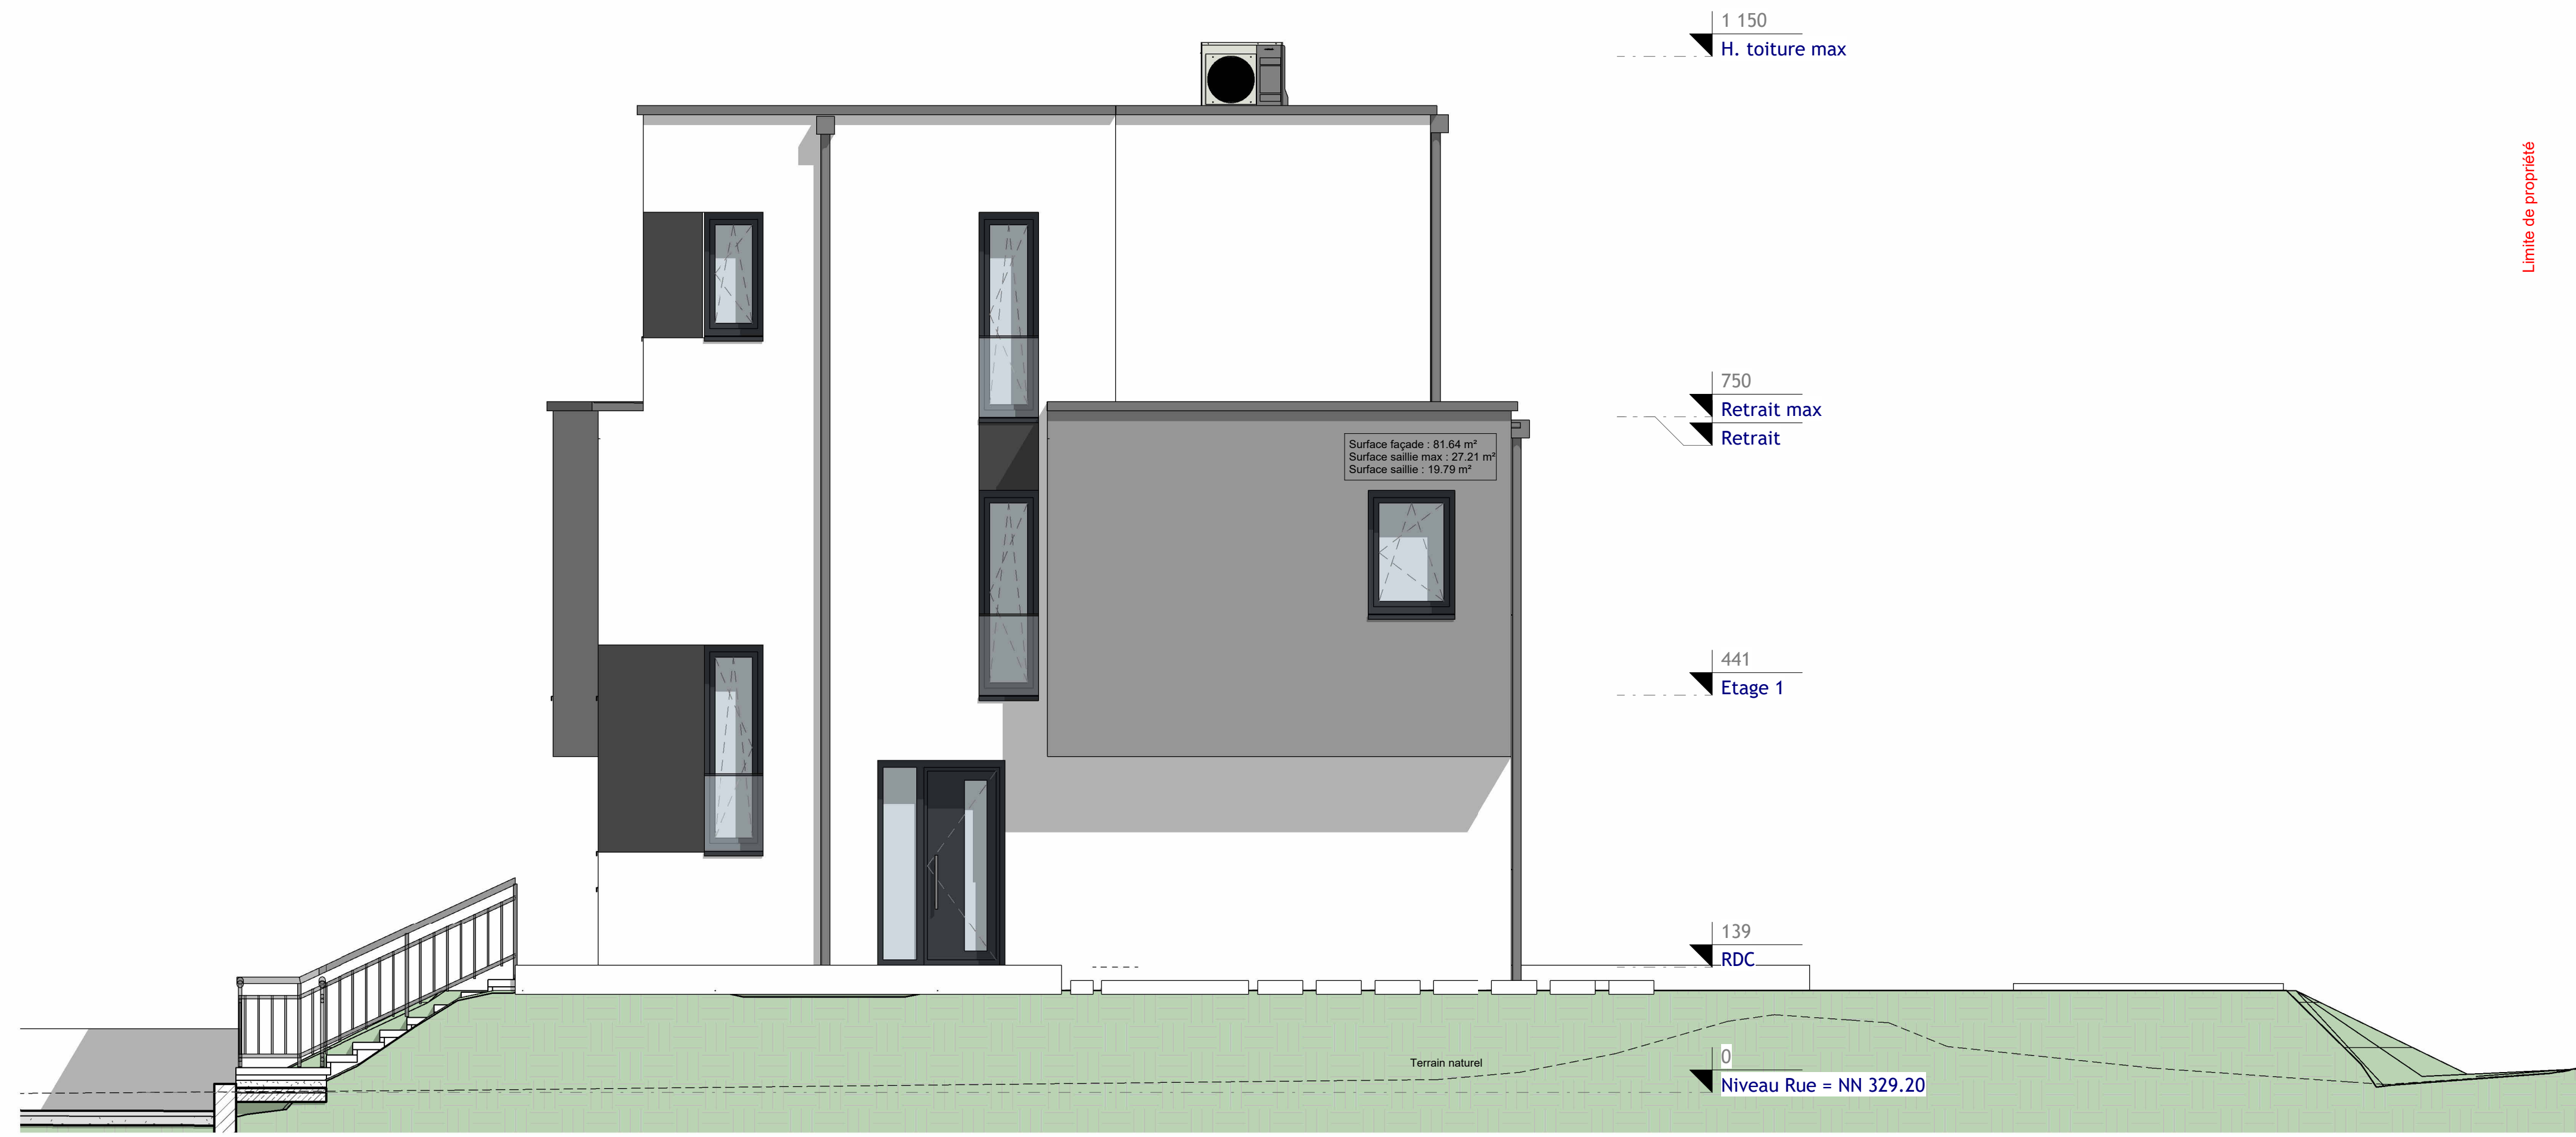 1 150
H. toiture max
Limite de propriété
750
Retrait max
Retrait
Surface façade : 81.64 m²
Surface saillie max : 27.21 m²
Surface saillie : 19.79 m²
441
Etage 1
139
RDC
Terrain naturel
0
Niveau Rue = NN 329.20